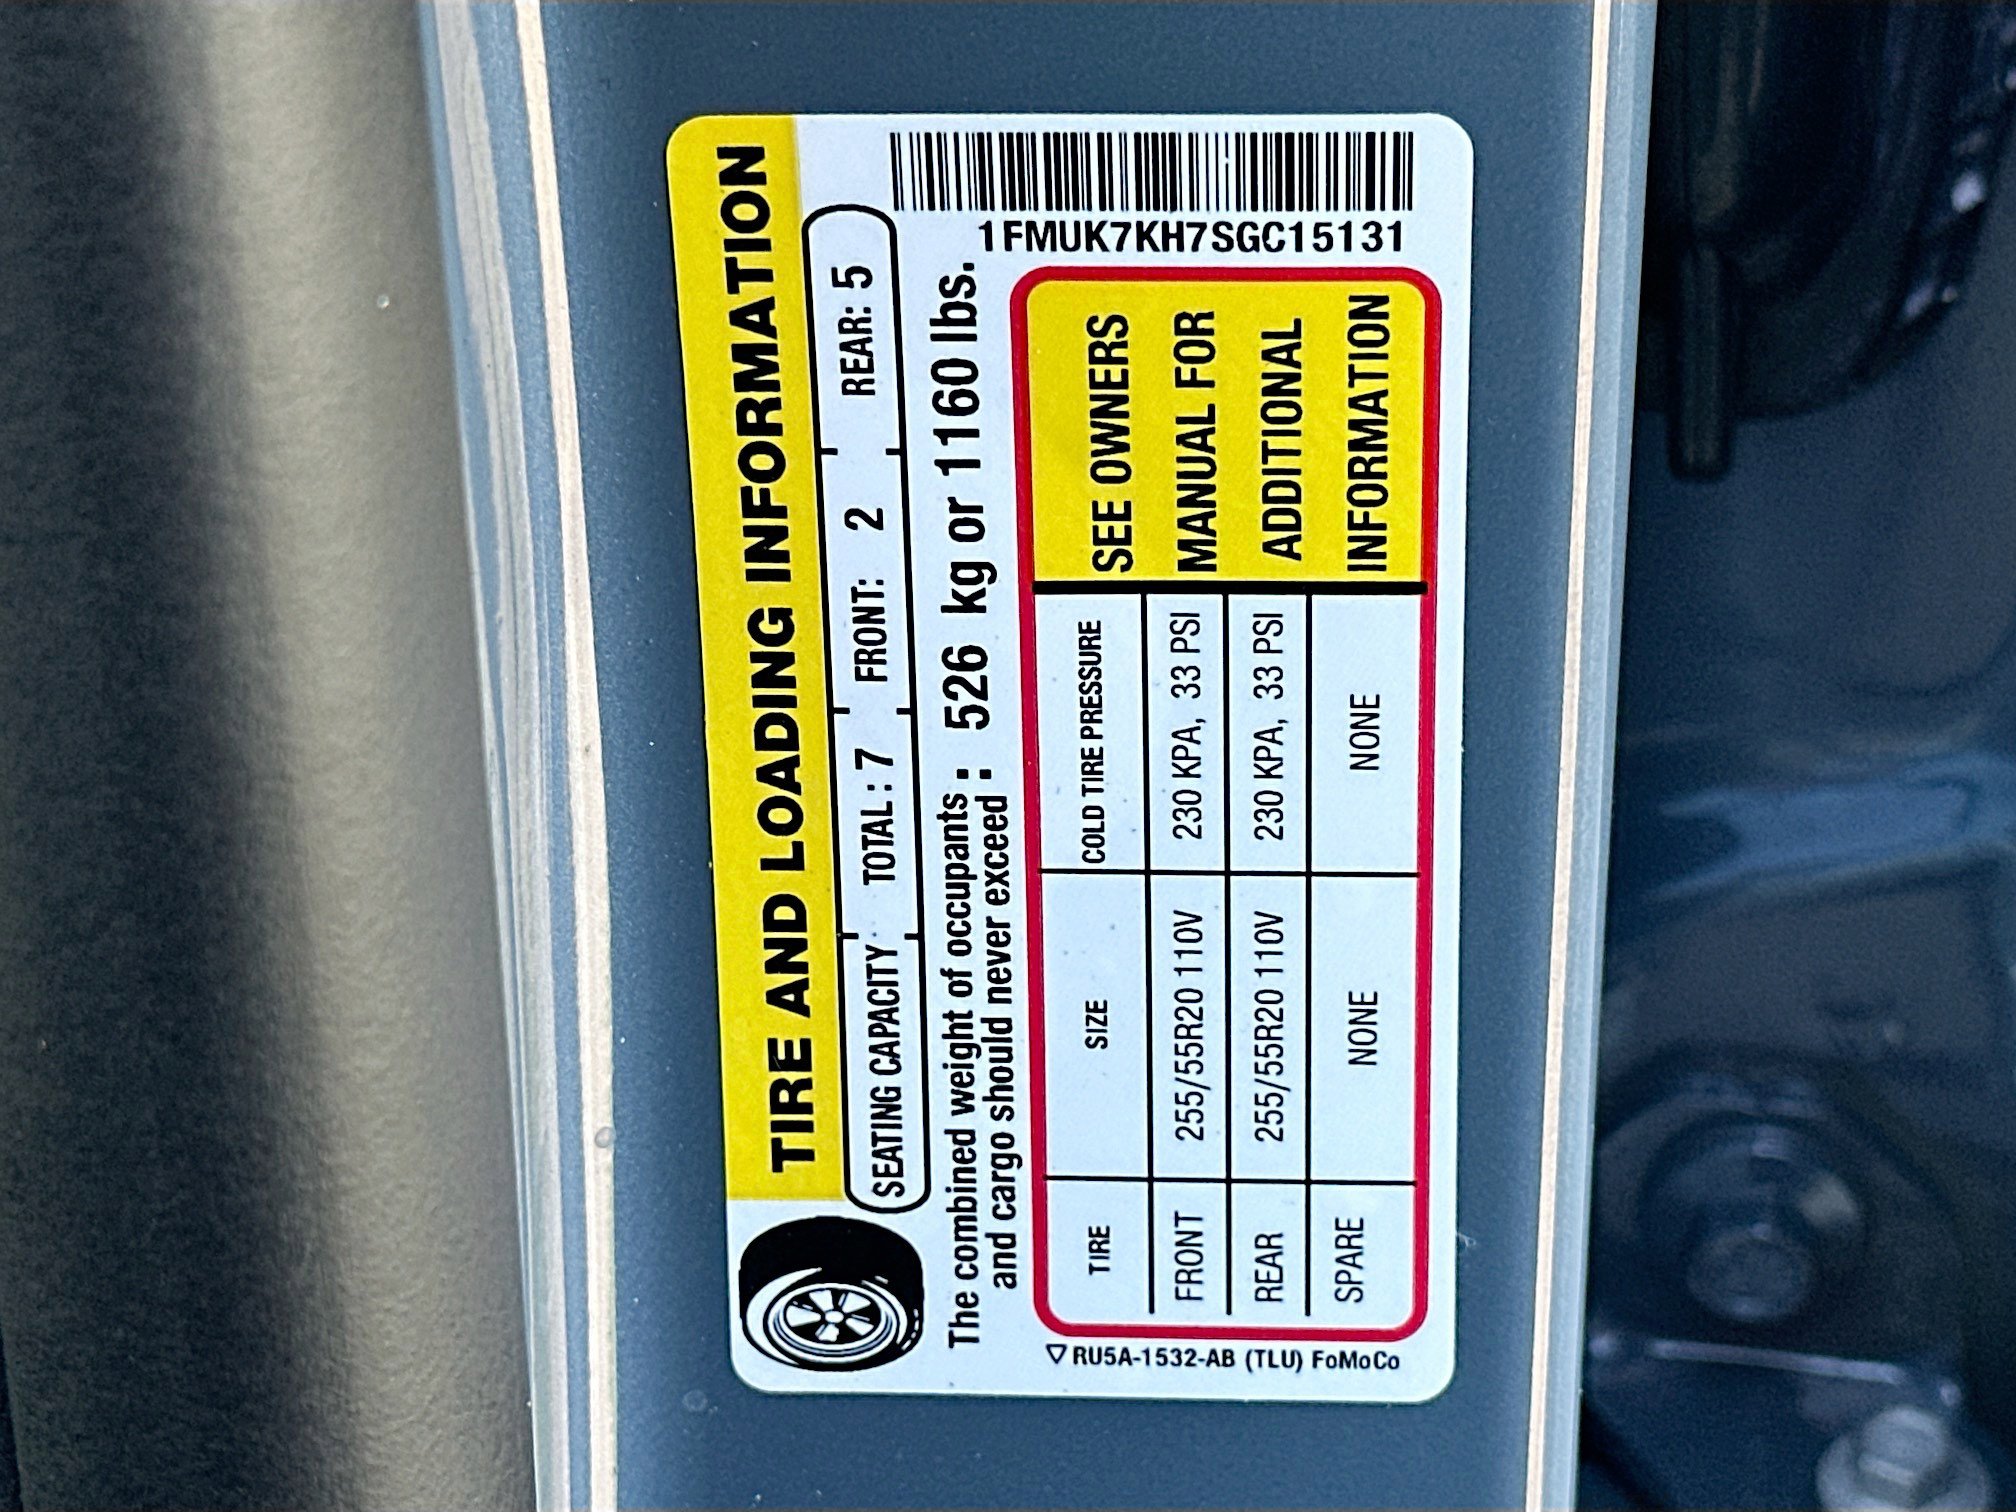 TIRE AND LOADING INFORMATION
SEATING CAPACITY TOTAL : 7 FRONT: 2 REAR: 5
The combined weight of occupants :
and cargo should never exceed : 526 kg or 1160 lbs.
TIRE SIZE COLD TIRE PRESSURE
FRONT 255/55R20 110V 230 KPA, 33 PSI
REAR 255/55R20 110V 230 KPA, 33 PSI
SPARE NONE NONE
SEE OWNERS
MANUAL FOR
ADDITIONAL
INFORMATION
1FMUK7KH7SGC15131
RU5A-1532-AB (TLU) FoMoCo